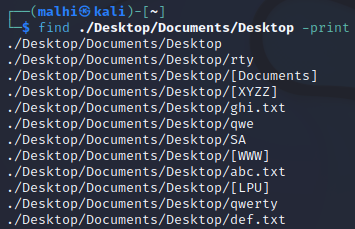 ┌──(malhi㉿kali)-[~]
└─$ find ./Desktop/Documents/Desktop -print
./Desktop/Documents/Desktop
./Desktop/Documents/Desktop/rty
./Desktop/Documents/Desktop/[Documents]
./Desktop/Documents/Desktop/[XYZZ]
./Desktop/Documents/Desktop/ghi.txt
./Desktop/Documents/Desktop/qwe
./Desktop/Documents/Desktop/SA
./Desktop/Documents/Desktop/[WWW]
./Desktop/Documents/Desktop/abc.txt
./Desktop/Documents/Desktop/[LPU]
./Desktop/Documents/Desktop/qwerty
./Desktop/Documents/Desktop/def.txt